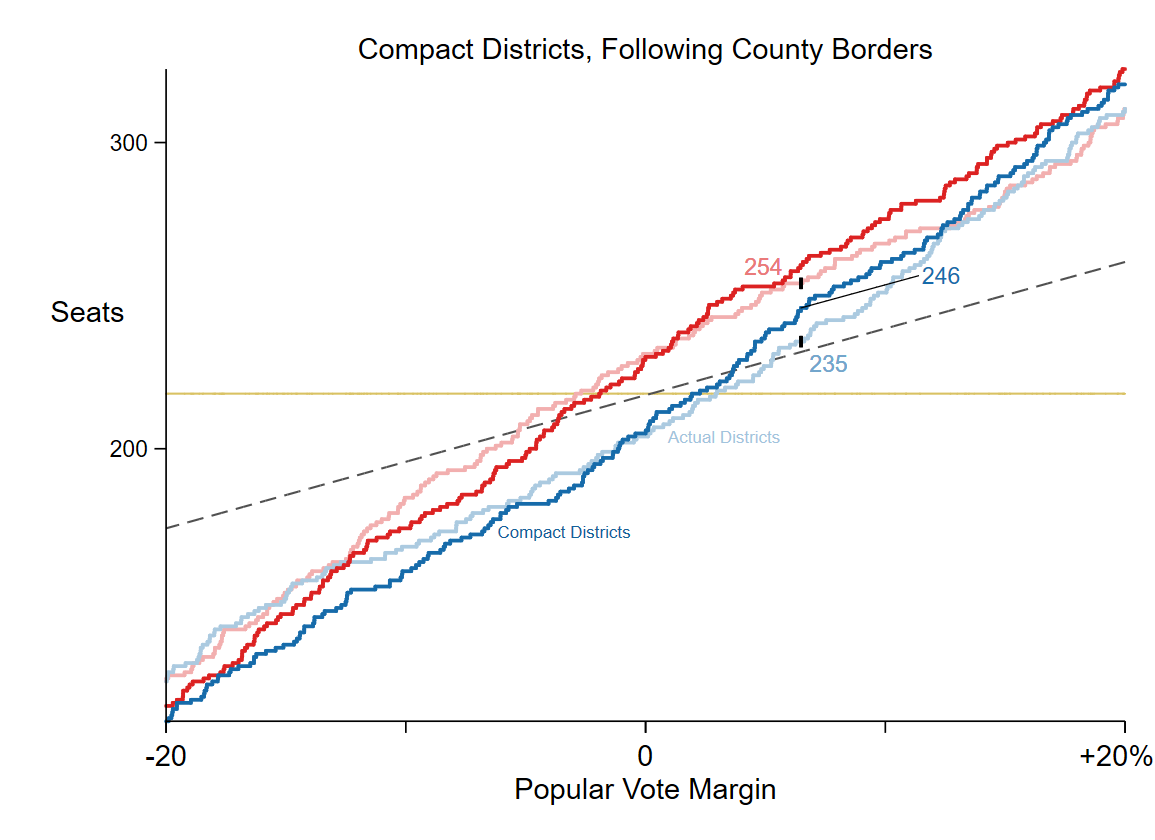 Compact Districts, Following County Borders
300
254
246
Seats
235
Actual Districts
200
Compact Districts
-20
0
+20%
Popular Vote Margin